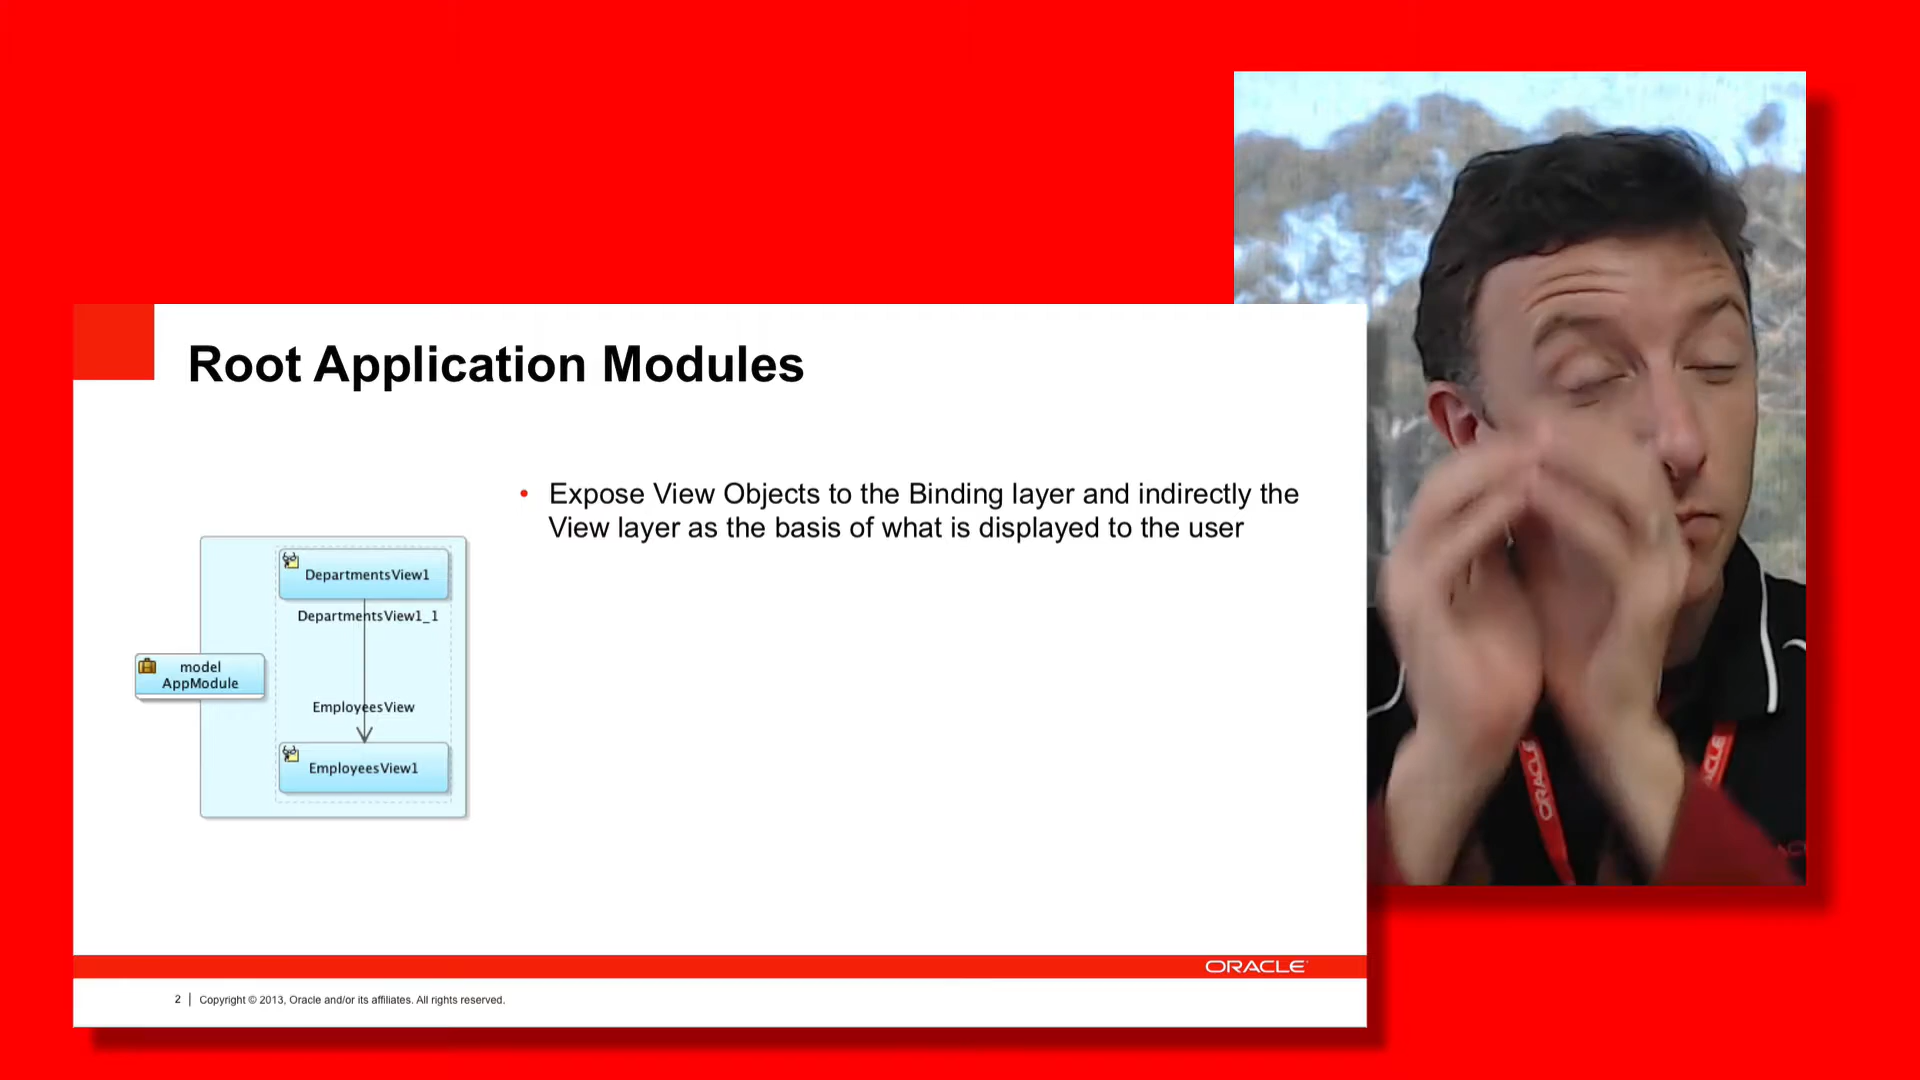 Root Application Modules
• Expose View Objects to the Binding layer and indirectly the
View layer as the basis of what is displayed to the user
DepartmentsView1
DepartmentsView1_1
model
AppModule
EmployeesView
EmployeesView1
ORACLE
ORACLE
ORACLE
2 | Copyright © 2013, Oracle and/or its affiliates. All rights reserved.